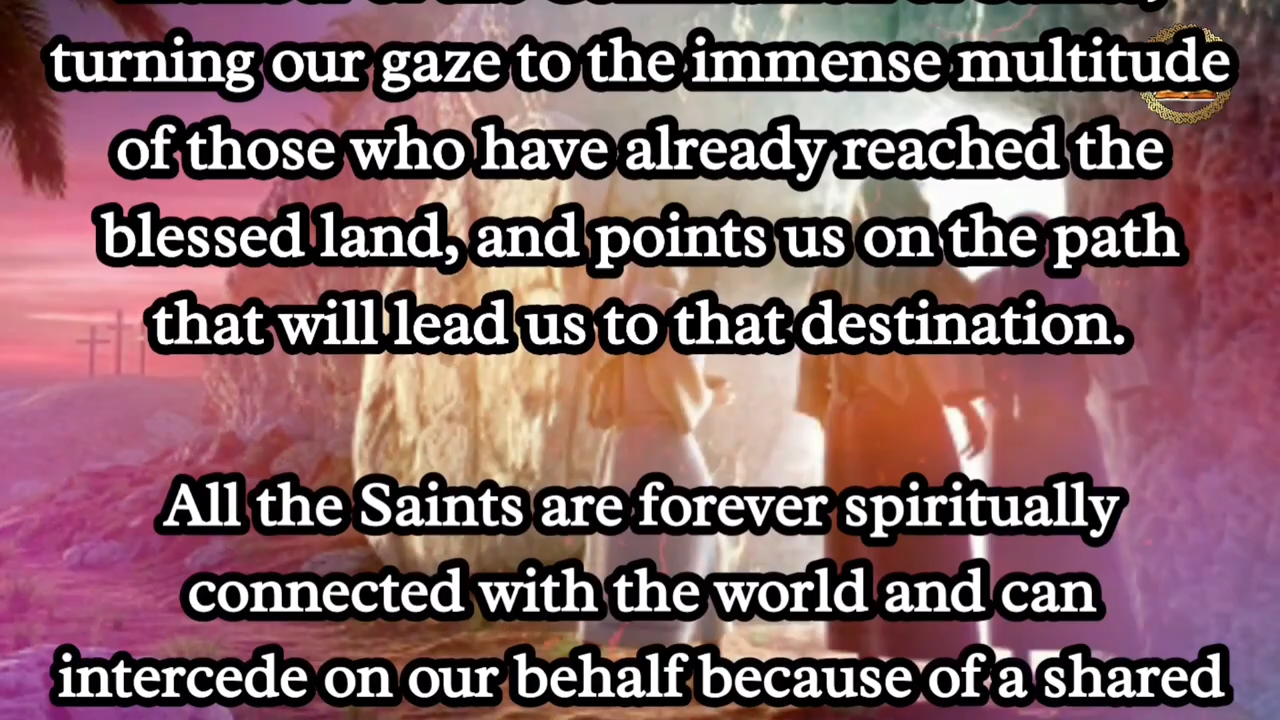 turning our gaze to the immense multitude
of those who have already reached the
blessed land, and points us on the path
that will lead us to that destination.
All the Saints are forever spiritually
connected with the world and can
intercede on our behalf because of a shared